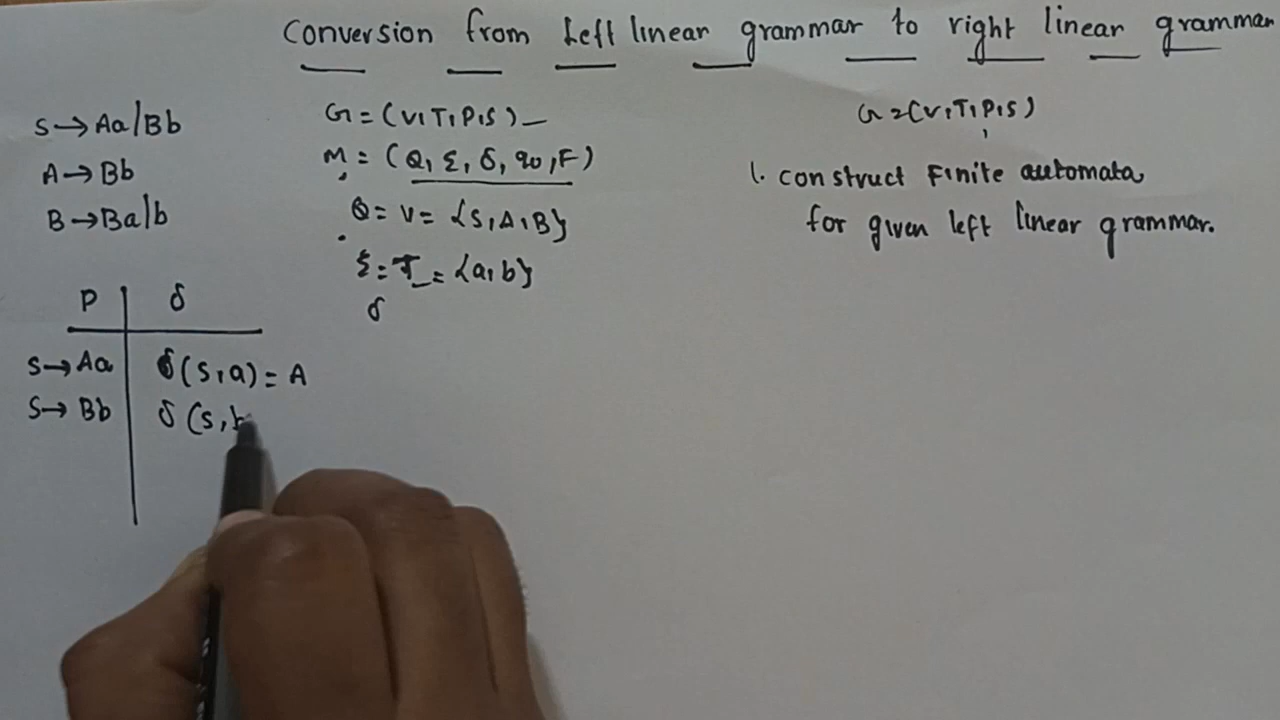 Conversion from Left linear grammar to right linear grammar
S→Aa/Bb
A→Bb
B→Ba/b
G=(V,T,P,S)
M=(Q,Σ,δ,q0,F)
Q=V={S,A,B}
Σ=T={a,b}
δ
G=(V,T,P,S)
1. construct Finite automata
for given left linear grammar.
P δ
S→Aa δ(S,a)=A
S→Bb δ(S,b